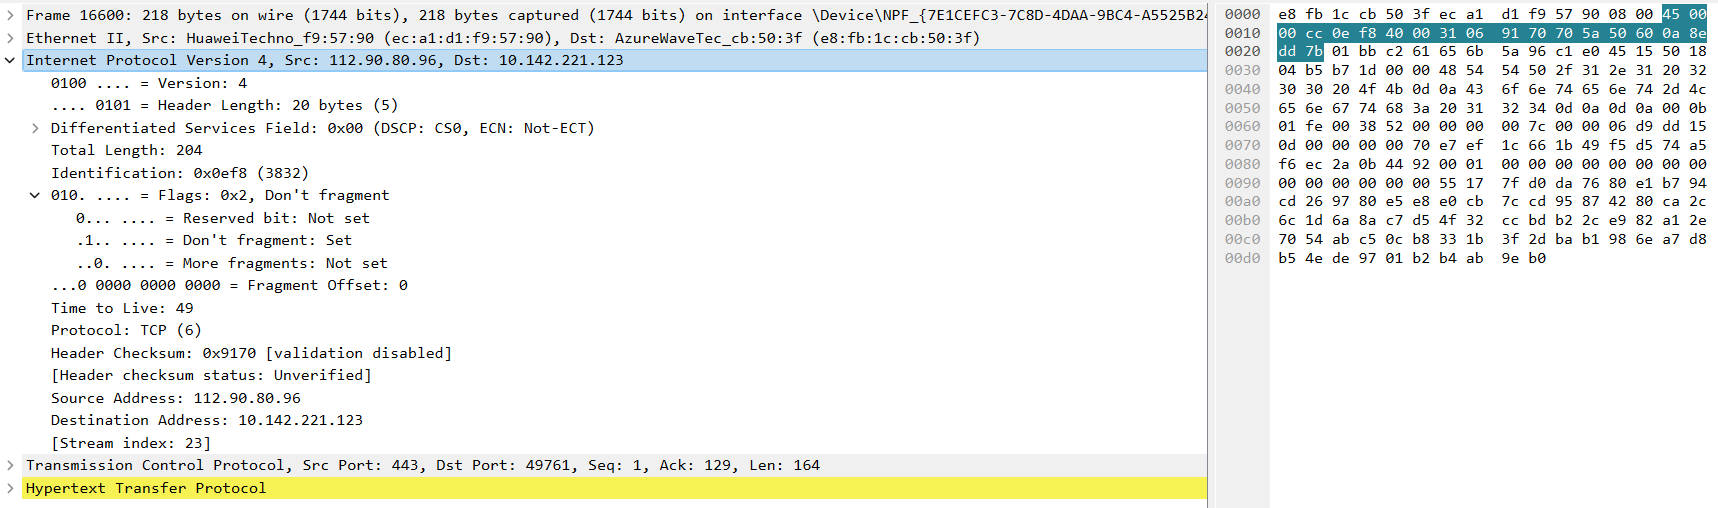 Frame 16600: 218 bytes on wire (1744 bits), 218 bytes captured (1744 bits) on interface \Device\NPF_{7E1CEFC3-7C8D-4DAA-9BC4-A5525B24
Ethernet II, Src: HuaweiTechno_f9:57:90 (ec:a1:d1:f9:57:90), Dst: AzureWaveTec_cb:50:3f (e8:fb:1c:cb:50:3f)
Internet Protocol Version 4, Src: 112.90.80.96, Dst: 10.142.221.123
0100 .... = Version: 4
.... 0101 = Header Length: 20 bytes (5)
Differentiated Services Field: 0x00 (DSCP: CS0, ECN: Not-ECT)
Total Length: 204
Identification: 0x0ef8 (3832)
010. .... = Flags: 0x2, Don't fragment
0... .... = Reserved bit: Not set
.1.. .... = Don't fragment: Set
..0. .... = More fragments: Not set
...0 0000 0000 0000 = Fragment Offset: 0
Time to Live: 49
Protocol: TCP (6)
Header Checksum: 0x9170 [validation disabled]
[Header checksum status: Unverified]
Source Address: 112.90.80.96
Destination Address: 10.142.221.123
[Stream index: 23]
Transmission Control Protocol, Src Port: 443, Dst Port: 49761, Seq: 1, Ack: 129, Len: 164
Hypertext Transfer Protocol
0000 e8 fb 1c cb 50 3f ec a1 d1 f9 57 90 08 00 45 00
0010 00 cc 0e f8 40 00 31 06 91 70 70 5a 50 60 0a 8e
0020 dd 7b 01 bb c2 61 65 6b 5a 96 c1 e0 45 15 50 18
0030 04 b5 b7 1d 00 00 48 54 54 50 2f 31 2e 31 20 32
0040 30 30 20 4f 4b 0d 0a 43 6f 6e 74 65 6e 74 2d 4c
0050 65 6e 67 74 68 3a 20 31 32 34 0d 0a 0d 0a 00 0b
0060 01 fe 00 38 52 00 00 00 00 7c 00 00 06 d9 dd 15
0070 0d 00 00 00 00 70 e7 ef 1c 66 1b 49 f5 d5 74 a5
0080 f6 ec 2a 0b 44 92 00 01 00 00 00 00 00 00 00 00
0090 00 00 00 00 00 00 55 17 7f d0 da 76 80 e1 b7 94
00a0 cd 26 97 80 e5 e8 e0 cb 7c cd 95 87 42 80 ca 2c
00b0 6c 1d 6a 8a c7 d5 4f 32 cc bd b2 2c e9 82 a1 2e
00c0 70 54 ab c5 0c b8 33 1b 3f 2d ba b1 98 6e a7 d8
00d0 b5 4e de 97 01 b2 b4 ab 9e b0